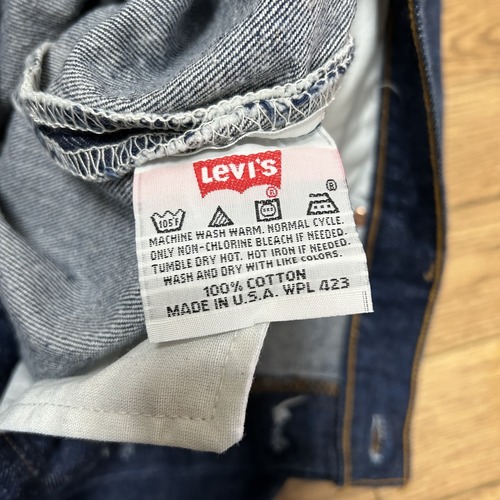 LEVI'S
®
105°F
MACHINE WASH WARM. NORMAL CYCLE.
ONLY NON-CHLORINE BLEACH IF NEEDED.
TUMBLE DRY HOT. HOT IRON IF NEEDED.
WASH AND DRY WITH LIKE COLORS.
100% COTTON
MADE IN U.S.A. WPL 423